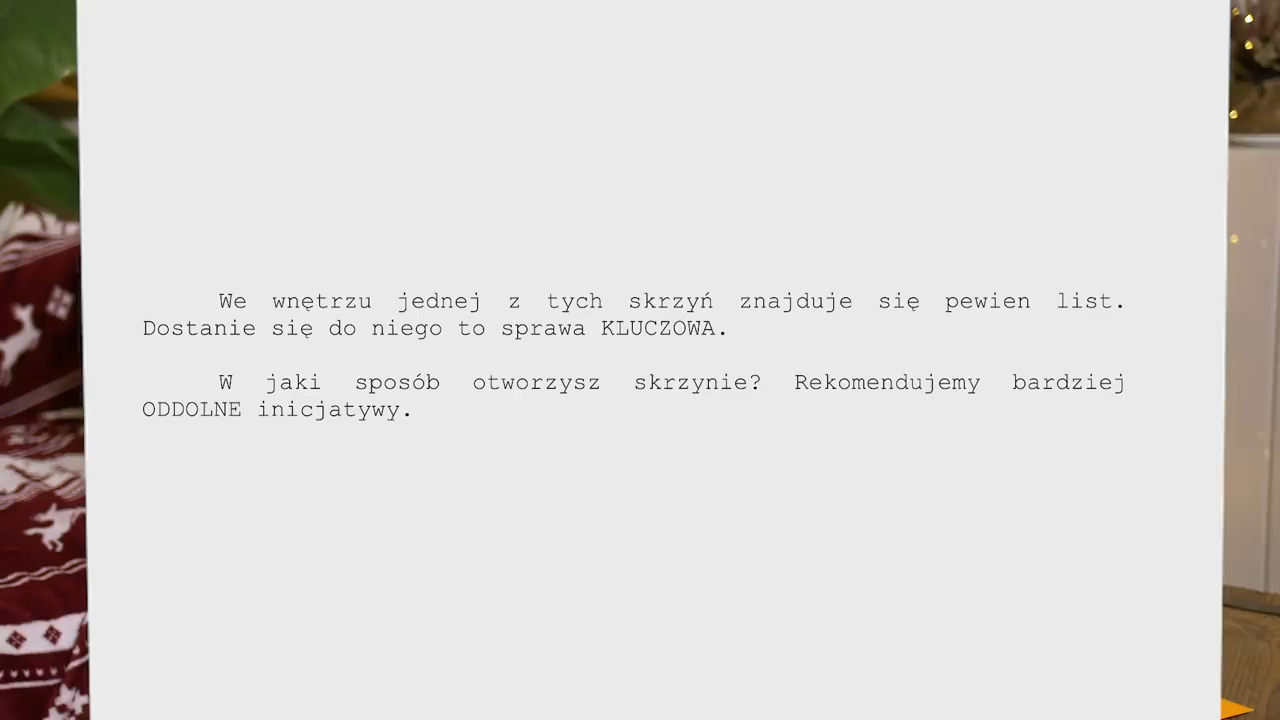 We wnętrzu jednej z tych skrzyń znajduje się pewien list.
Dostanie się do niego to sprawa KLUCZOWA.
W jaki sposób otworzysz skrzynie? Rekomendujemy bardziej
ODDOLNE inicjatywy.